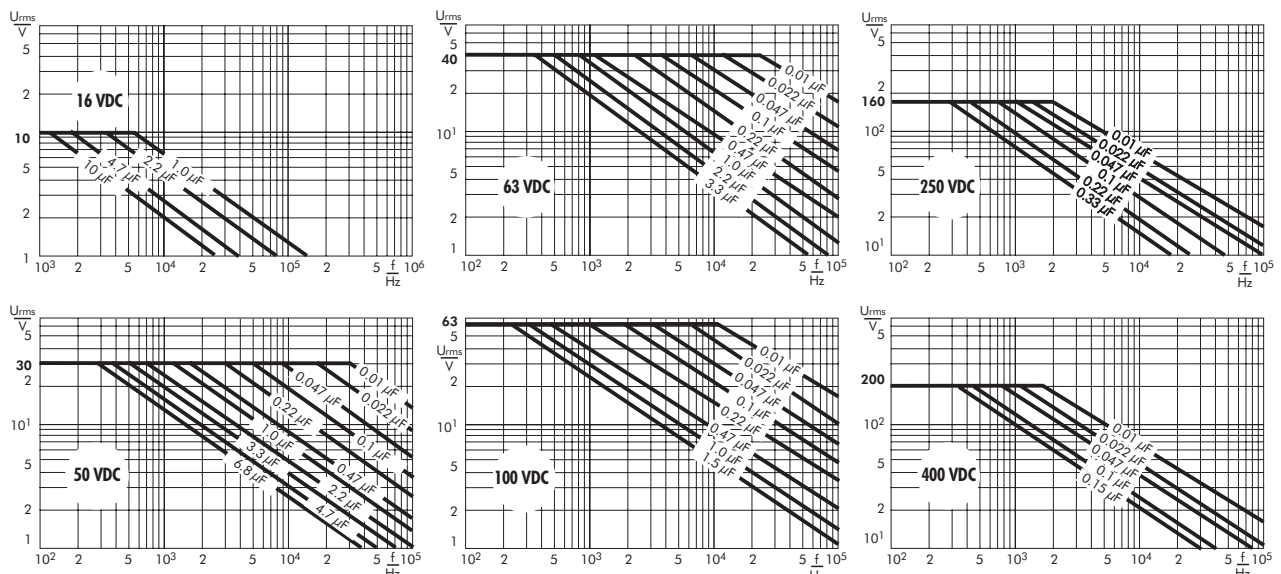 Urms
V
5
2
16 VDC
10
5
2
1
10 µF
4.7 µF
2.2 µF
1.0 µF
10³ 2 5 10⁴ 2 5 10⁵ 2 5 f 10⁶
Hz
Urms
V
5
40
2
10¹
5
2
1
63 VDC
0.01 µF
0.022 µF
0.047 µF
0.1 µF
0.22 µF
0.47 µF
1.0 µF
2.2 µF
3.3 µF
10² 2 5 10³ 2 5 10⁴ 2 5 f 10⁵
Hz
Urms
V
5
2
160
10²
5
2
10¹
250 VDC
0.01 µF
0.022 µF
0.047 µF
0.1 µF
0.22 µF
0.33 µF
10² 2 5 10³ 2 5 10⁴ 2 5 f 10⁵
Hz
Urms
V
5
30
2
10¹
5
2
1
50 VDC
0.01 µF
0.022 µF
0.047 µF
0.1 µF
0.22 µF
0.47 µF
1.0 µF
2.2 µF
3.3 µF
4.7 µF
6.8 µF
10² 2 5 10³ 2 5 10⁴ 2 5 f 10⁵
Hz
63
5
Urms
V
2
10¹
5
2
1
100 VDC
0.01 µF
0.022 µF
0.047 µF
0.1 µF
0.22 µF
0.47 µF
1.0 µF
1.5 µF
10² 2 5 10³ 2 5 10⁴ 2 5 f 10⁵
Urms
V
5
200
2
10²
5
2
10¹
400 VDC
0.01 µF
0.022 µF
0.047 µF
0.1 µF
0.15 µF
10² 2 5 10³ 2 5 10⁴ 2 5 f 10⁵
Hz